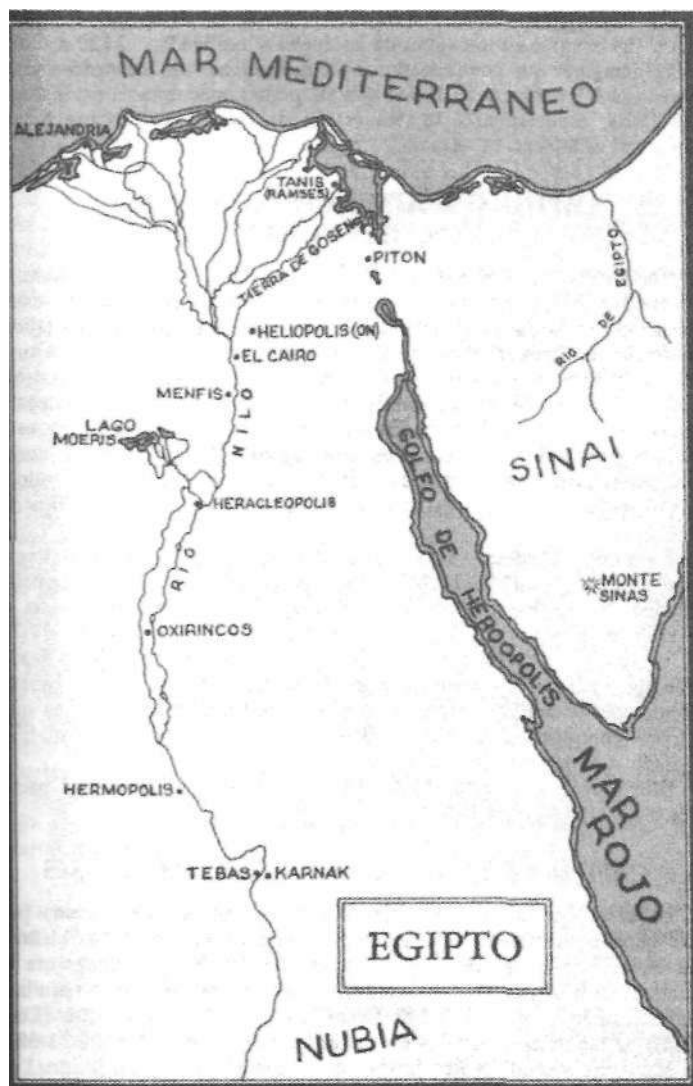 MAR MEDITERRANEO
ALEJANDRIA
TANIS
(RAMSES)
TIERRA DE GOSEN
PITON
RIO DE EGIPTO
HELIOPOLIS (ON)
EL CAIRO
MENFIS
LAGO
MOERIS
RIO NILO
SINAI
GOLFO DE HEROOPOLIS
HERACLEOPOLIS
MONTE
SINAS
OXIRINCOS
HERMOPOLIS
MAR ROJO
TEBAS
KARNAK
EGIPTO
NUBIA